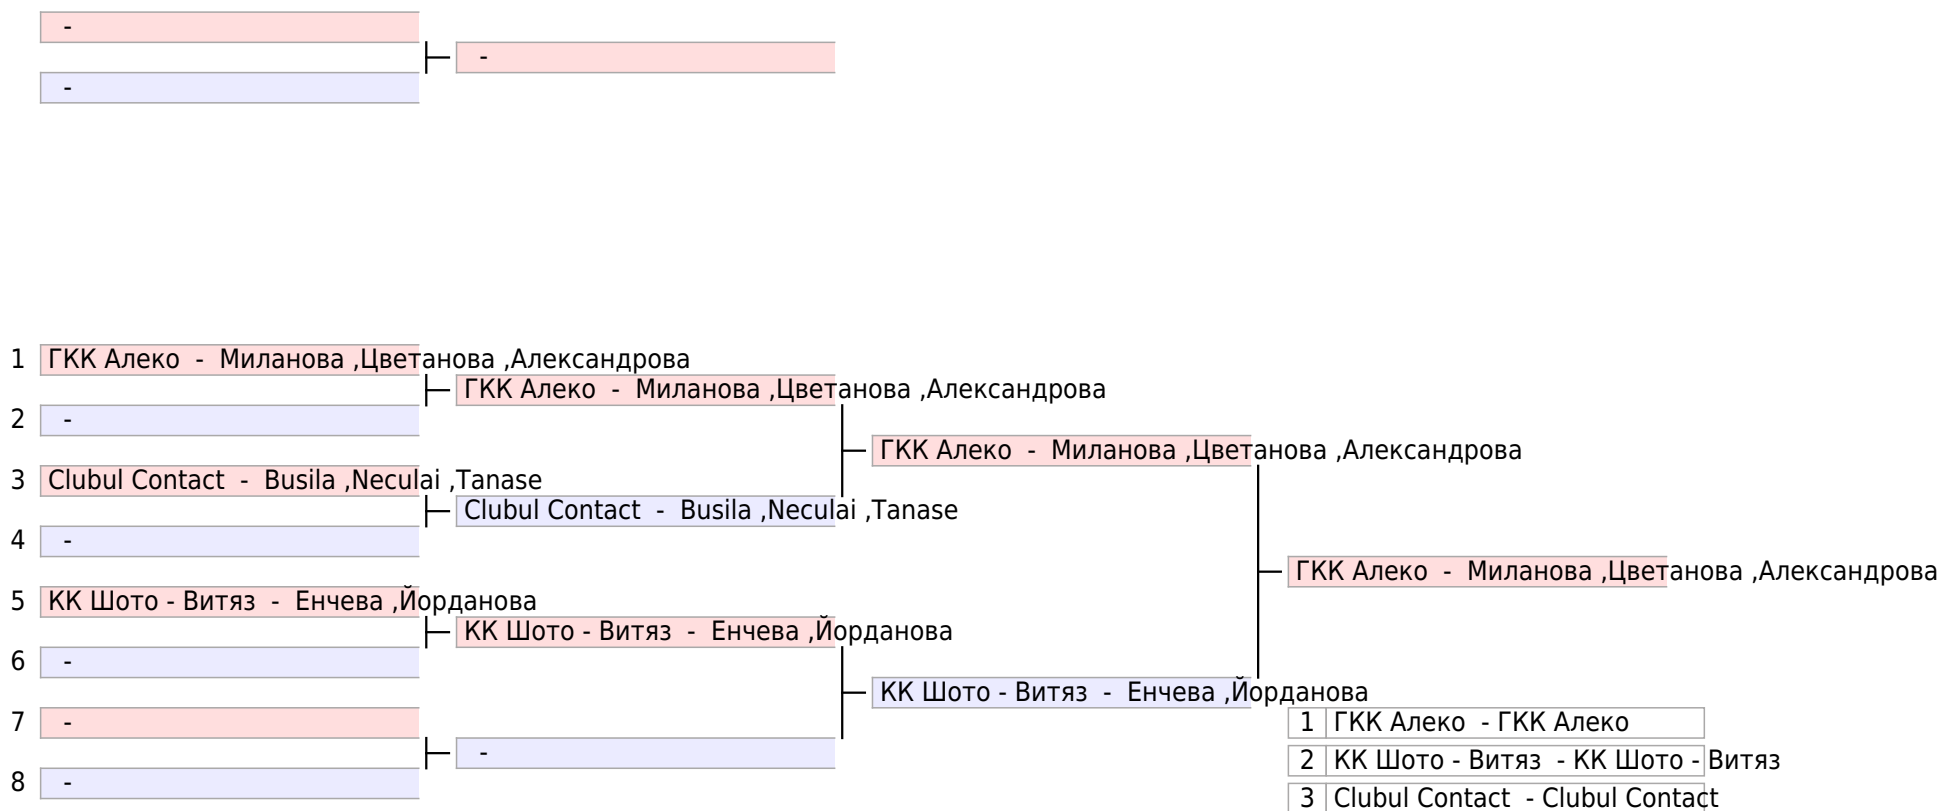 -
-
-
1 ГКК Алеко - Миланова ,Цветанова ,Александрова
ГКК Алеко - Миланова ,Цветанова ,Александрова
2 -
ГКК Алеко - Миланова ,Цветанова ,Александрова
3 Clubul Contact - Busila ,Neculai ,Tanase
Clubul Contact - Busila ,Neculai ,Tanase
4 -
ГКК Алеко - Миланова ,Цветанова ,Александрова
5 КК Шото - Витяз - Енчева ,Йорданова
КК Шото - Витяз - Енчева ,Йорданова
6 -
КК Шото - Витяз - Енчева ,Йорданова
7 -
-
8 -
1 ГКК Алеко - ГКК Алеко
2 КК Шото - Витяз - КК Шото - Витяз
3 Clubul Contact - Clubul Contact